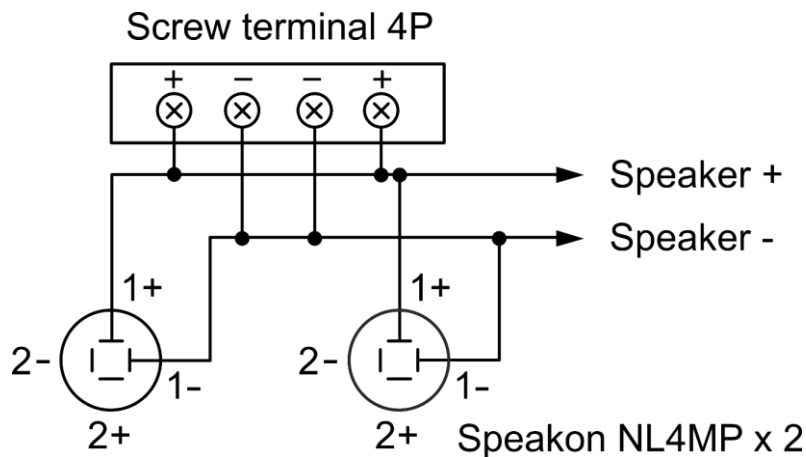 Screw terminal 4P
+ − − +
Speaker +
Speaker -
1+ 1+
2- 1- 2- 1-
2+ 2+
Speakon NL4MP x 2